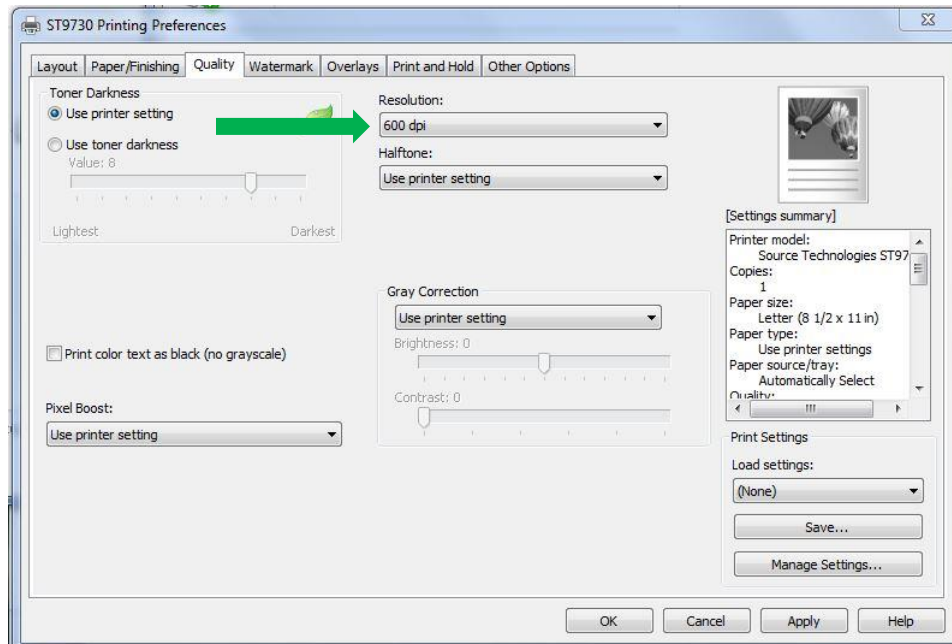 ST9730 Printing Preferences
Layout Paper/Finishing Quality Watermark Overlays Print and Hold Other Options
Toner Darkness
Use printer setting
Use toner darkness
Value: 8
Lightest Darkest
Print color text as black (no grayscale)
Pixel Boost:
Use printer setting
Resolution:
600 dpi
Halftone:
Use printer setting
Gray Correction
Use printer setting
Brightness: 0
Contrast: 0
[Settings summary]
Printer model:
Source Technologies ST97
Copies:
1
Paper size:
Letter (8 1/2 x 11 in)
Paper type:
Use printer settings
Paper source/tray:
Automatically Select
Quality:
Print Settings
Load settings:
(None)
Save...
Manage Settings...
OK Cancel Apply Help